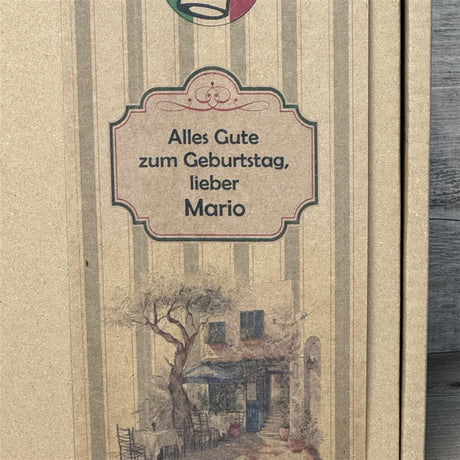 Alles Gute
zum Geburtstag,
lieber
Mario